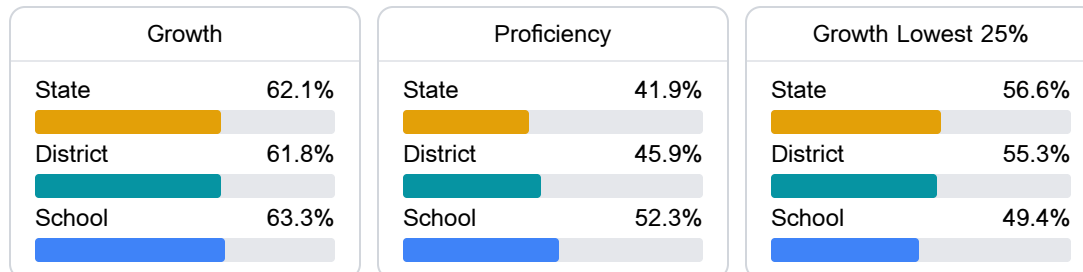 Growth
State 62.1%
District 61.8%
School 63.3%
Proficiency
State 41.9%
District 45.9%
School 52.3%
Growth Lowest 25%
State 56.6%
District 55.3%
School 49.4%